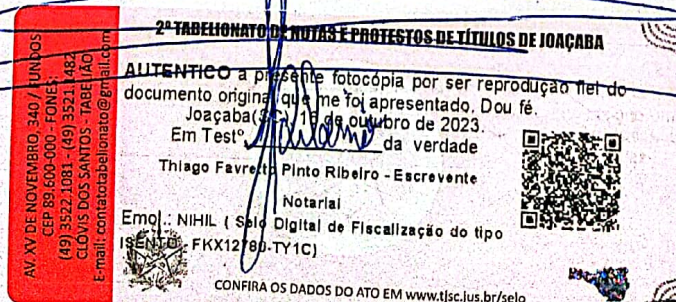 2º TABELIONATO DE NOTAS E PROTESTOS DE TÍTULOS DE JOAÇABA
AUTENTICO a presente fotocópia por ser reprodução fiel do
documento original que me foi apresentado. Dou fé.
Joaçaba(SC), 16 de outubro de 2023.
Em Testº da verdade
Thiago Favretto Pinto Ribeiro - Escrevente
Notarial
Emol.: NIHIL ( Selo Digital de Fiscalização do tipo
ISENTO - FKX12780-TY1C)
CONFIRA OS DADOS DO ATO EM www.tjsc.jus.br/selo
AV. XV DE NOVEMBRO, 340 / FUNDOS
CEP 89.600-000 - FONES:
(49) 3522.1081 - (49) 3521.1482
CLOVIS DOS SANTOS - TABELIÃO
E-mail: contatotabelionato@gmail.com